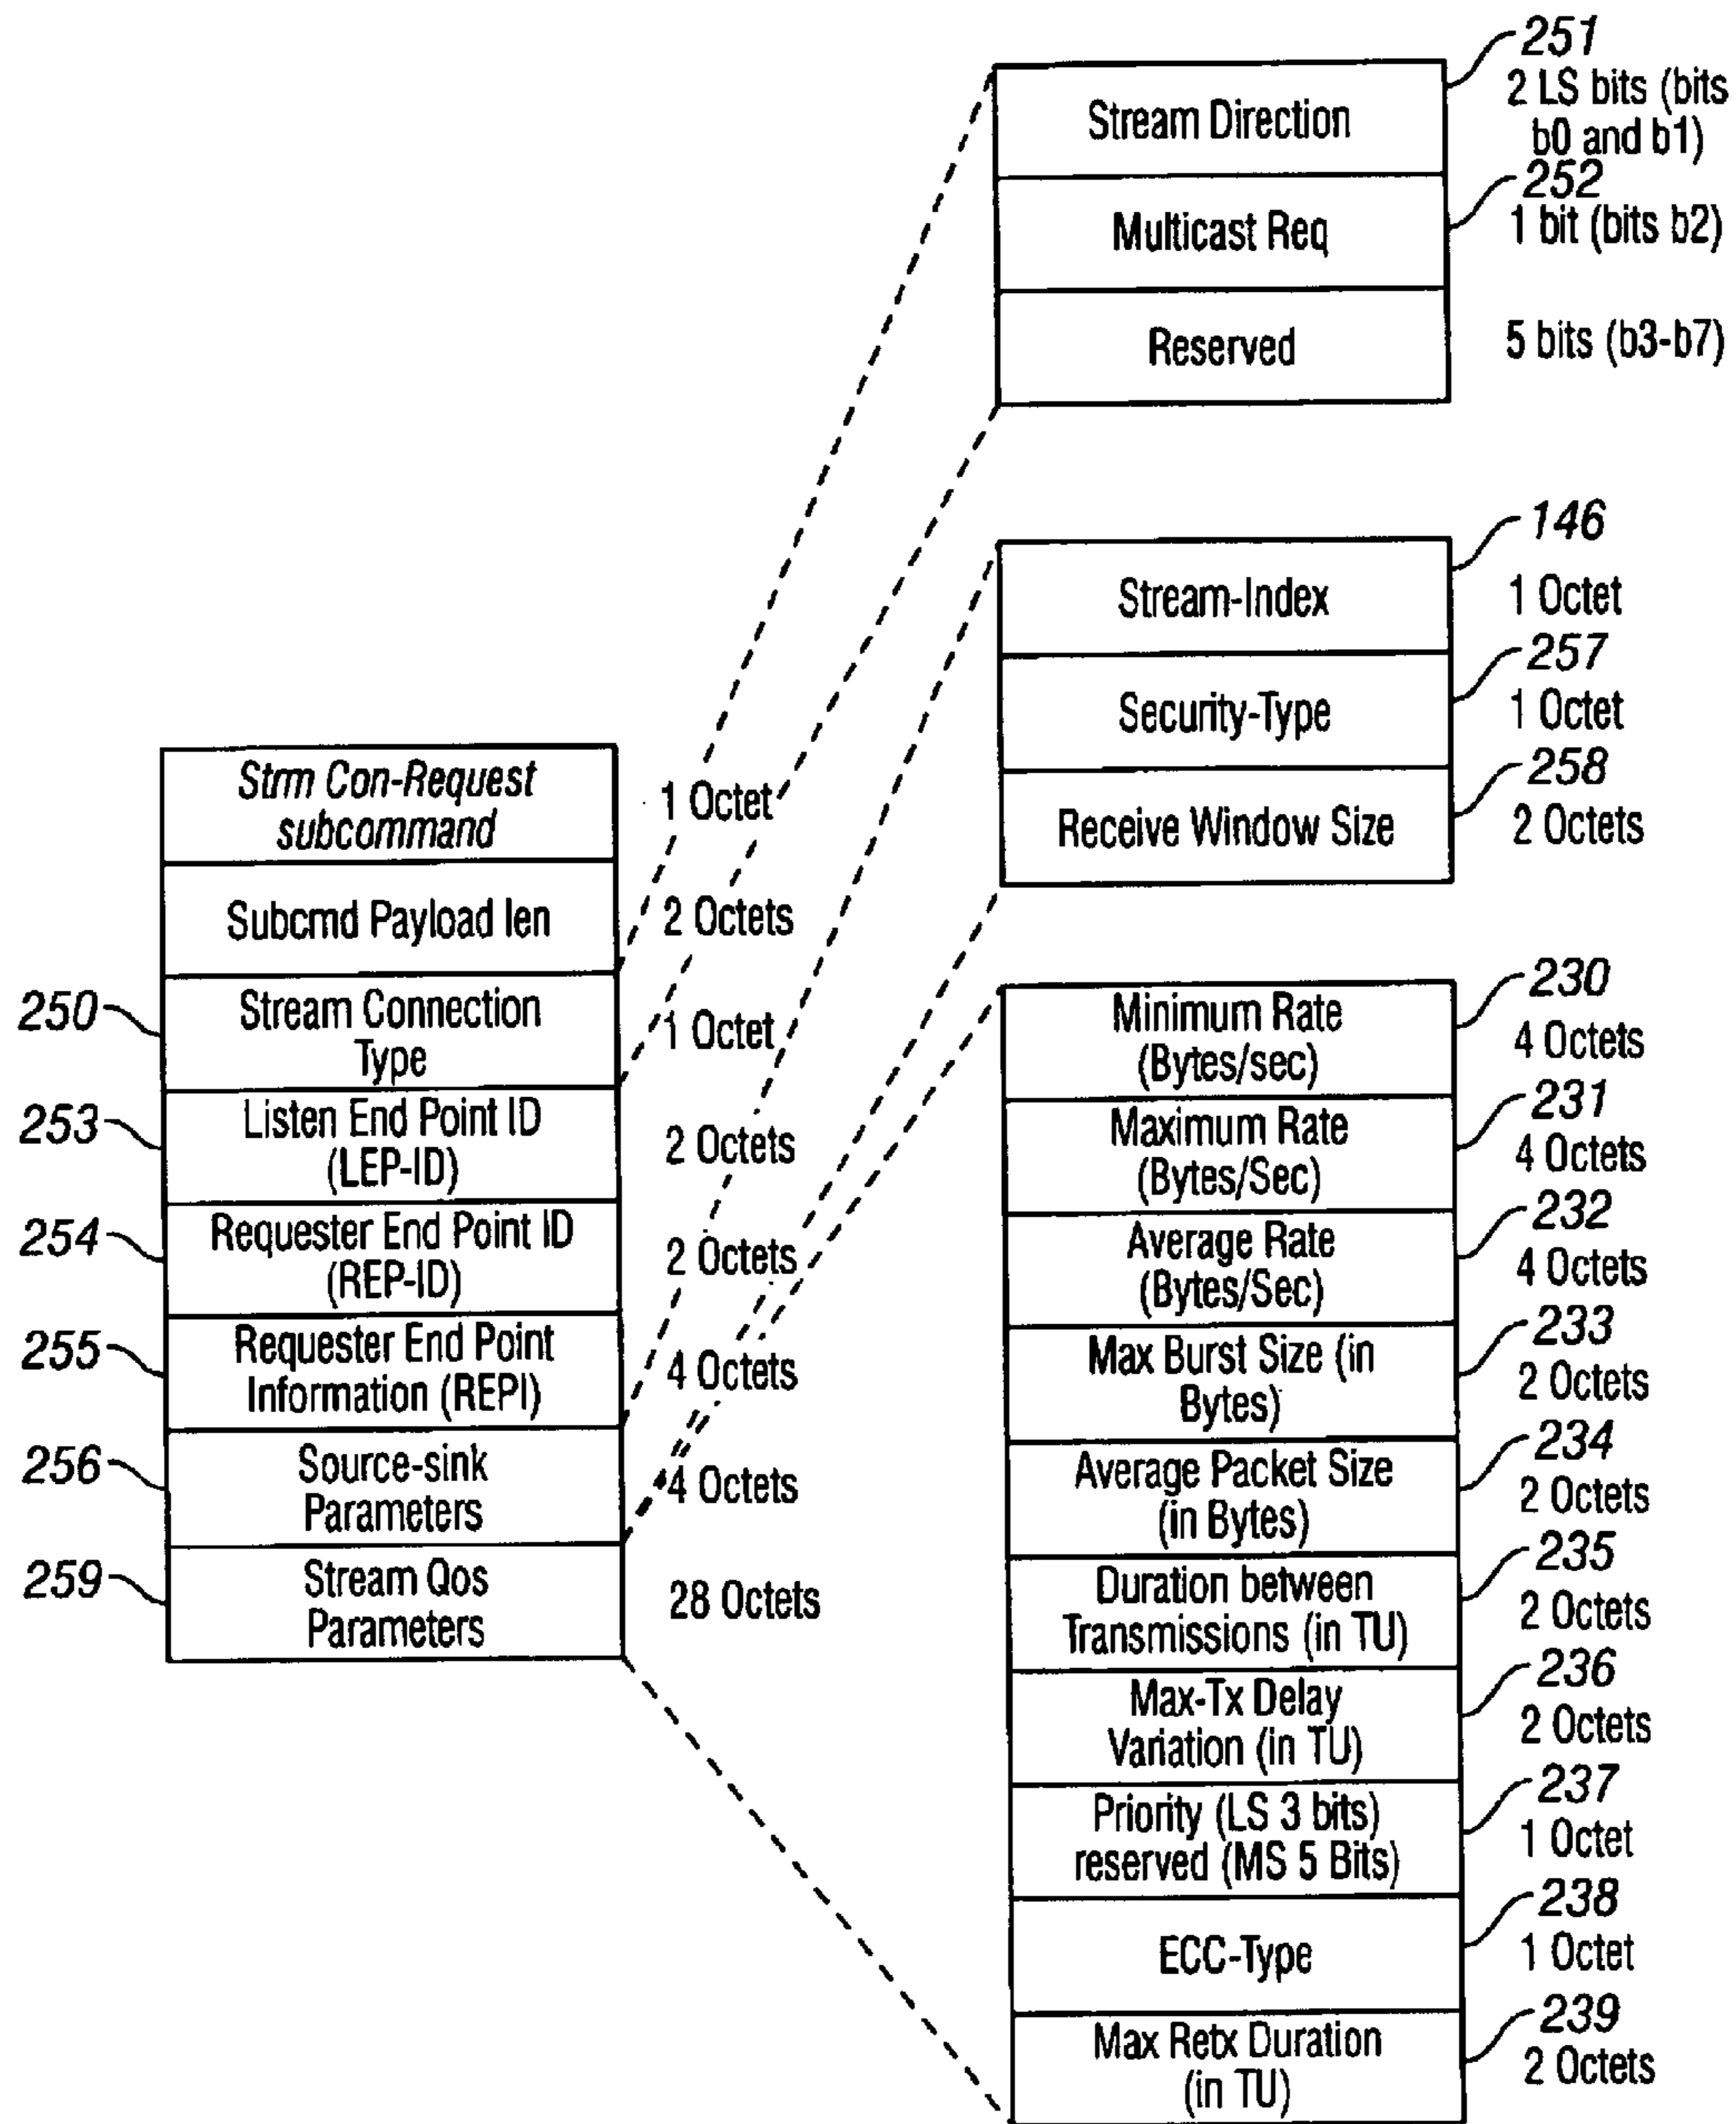 251
2 LS bits (bits
b0 and b1)
Stream Direction
252
1 bit (bits b2)
Multicast Req
Reserved
5 bits (b3-b7)
146
Stream-Index
1 Octet
257
Security-Type
1 Octet
258
Receive Window Size
2 Octets
Strm Con-Request
subcommand
1 Octet
Subcmd Payload len
2 Octets
250
Stream Connection
Type
1 Octet
253
Listen End Point ID
(LEP-ID)
2 Octets
254
Requester End Point ID
(REP-ID)
2 Octets
255
Requester End Point
Information (REPI)
4 Octets
256
Source-sink
Parameters
4 Octets
259
Stream Qos
Parameters
28 Octets
230
Minimum Rate
(Bytes/sec)
4 Octets
231
Maximum Rate
(Bytes/Sec)
4 Octets
232
Average Rate
(Bytes/Sec)
4 Octets
233
Max Burst Size (in
Bytes)
2 Octets
234
Average Packet Size
(in Bytes)
2 Octets
235
Duration between
Transmissions (in TU)
2 Octets
236
Max-Tx Delay
Variation (in TU)
2 Octets
237
Priority (LS 3 bits)
reserved (MS 5 Bits)
1 Octet
238
ECC-Type
1 Octet
239
Max Retx Duration
(in TU)
2 Octets